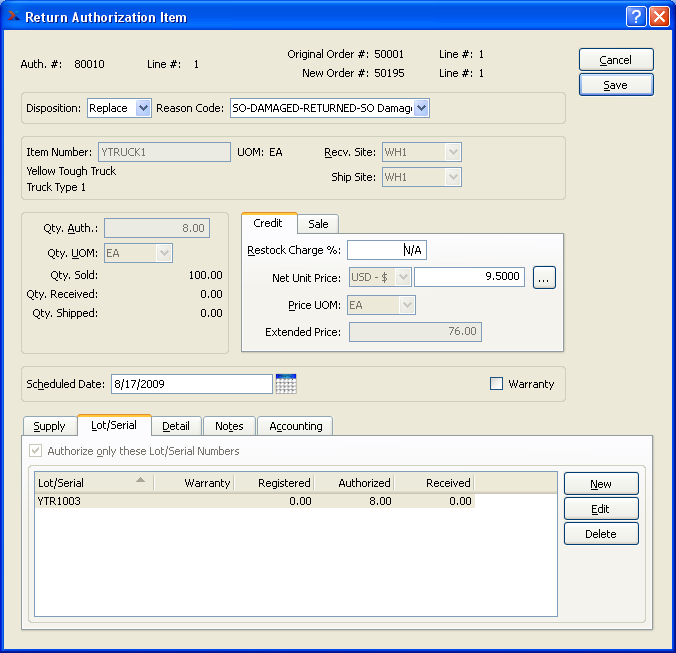 Return Authorization Item
Auth. #: 80010 Line #: 1 Original Order #: 50001 Line #: 1
New Order #: 50195 Line #: 1
Cancel
Save
Disposition: Replace Reason Code: SO-DAMAGED-RETURNED-SO Damag
Item Number: YTRUCK1 UOM: EA Recv. Site: WH1
Yellow Tough Truck
Truck Type 1 Ship Site: WH1
Qty. Auth.: 8.00
Qty. UOM: EA
Qty. Sold: 100.00
Qty. Received: 0.00
Qty. Shipped: 0.00
Credit Sale
Restock Charge %: N/A
Net Unit Price: USD - $ 9.5000 ...
Price UOM: EA
Extended Price: 76.00
Scheduled Date: 8/17/2009 Warranty
Supply Lot/Serial Detail Notes Accounting
Authorize only these Lot/Serial Numbers
Lot/Serial Warranty Registered Authorized Received
YTR1003 0.00 8.00 0.00
New
Edit
Delete